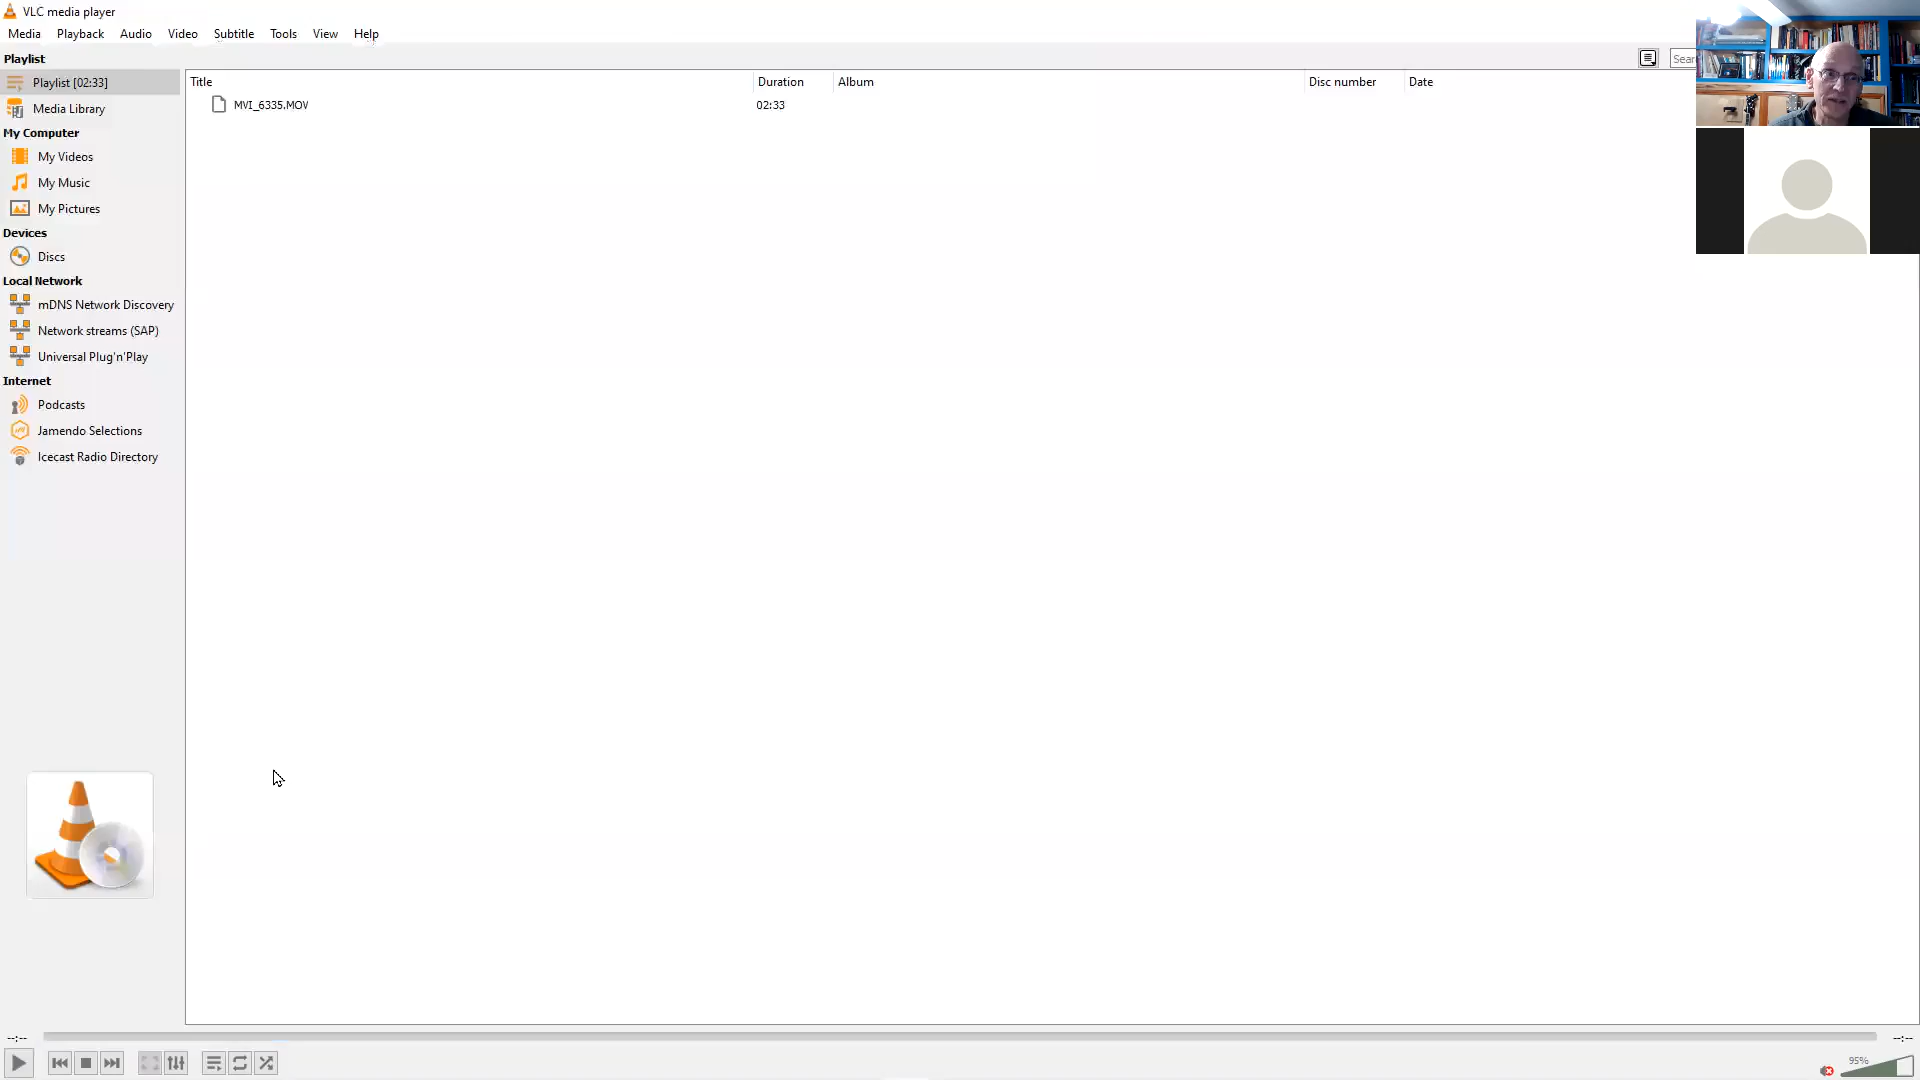 VLC media player
Media Playback Audio Video Subtitle Tools View Help
Playlist
Playlist [02:33]
Media Library
My Computer
My Videos
My Music
My Pictures
Devices
Discs
Local Network
mDNS Network Discovery
Network streams (SAP)
Universal Plug'n'Play
Internet
Podcasts
Jamendo Selections
Icecast Radio Directory
Sear
Title Duration Album Disc number Date
MVI_6335.MOV 02:33
--:-- --:--
95%